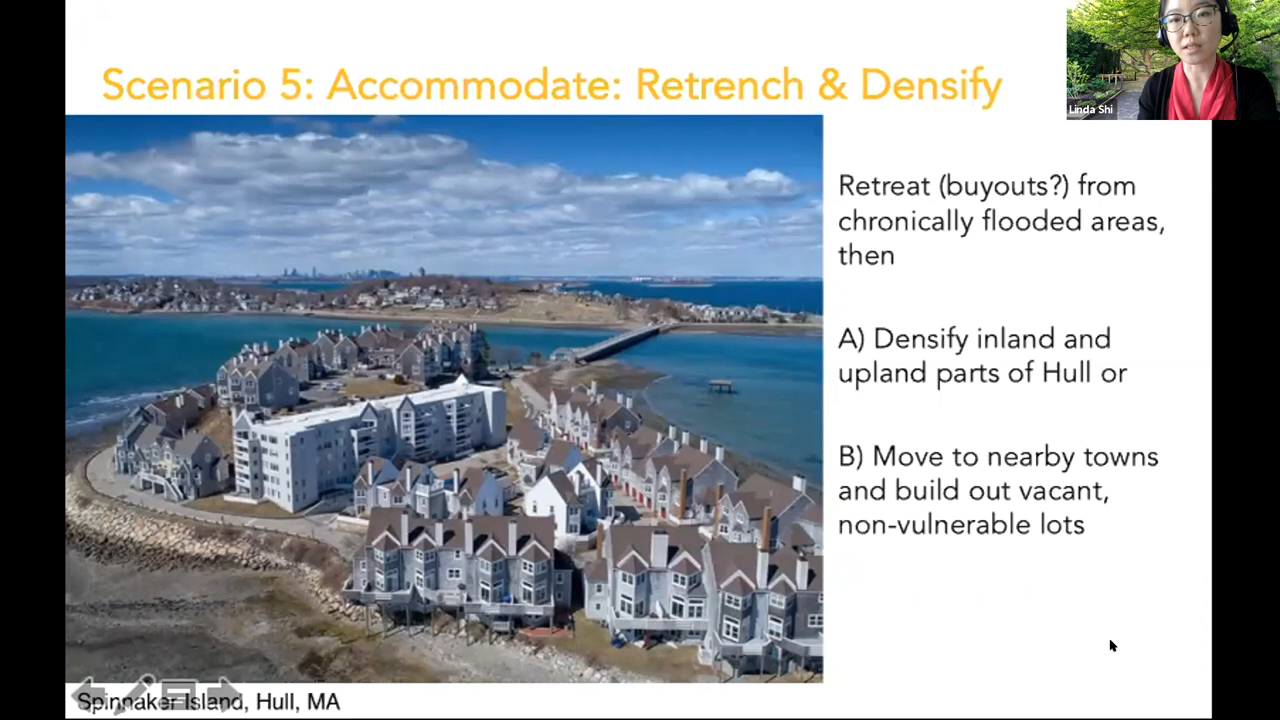 Scenario 5: Accommodate: Retrench & Densify
Linda Shi
Retreat (buyouts?) from
chronically flooded areas,
then
A) Densify inland and
upland parts of Hull or
B) Move to nearby towns
and build out vacant,
non-vulnerable lots
Spinnaker Island, Hull, MA